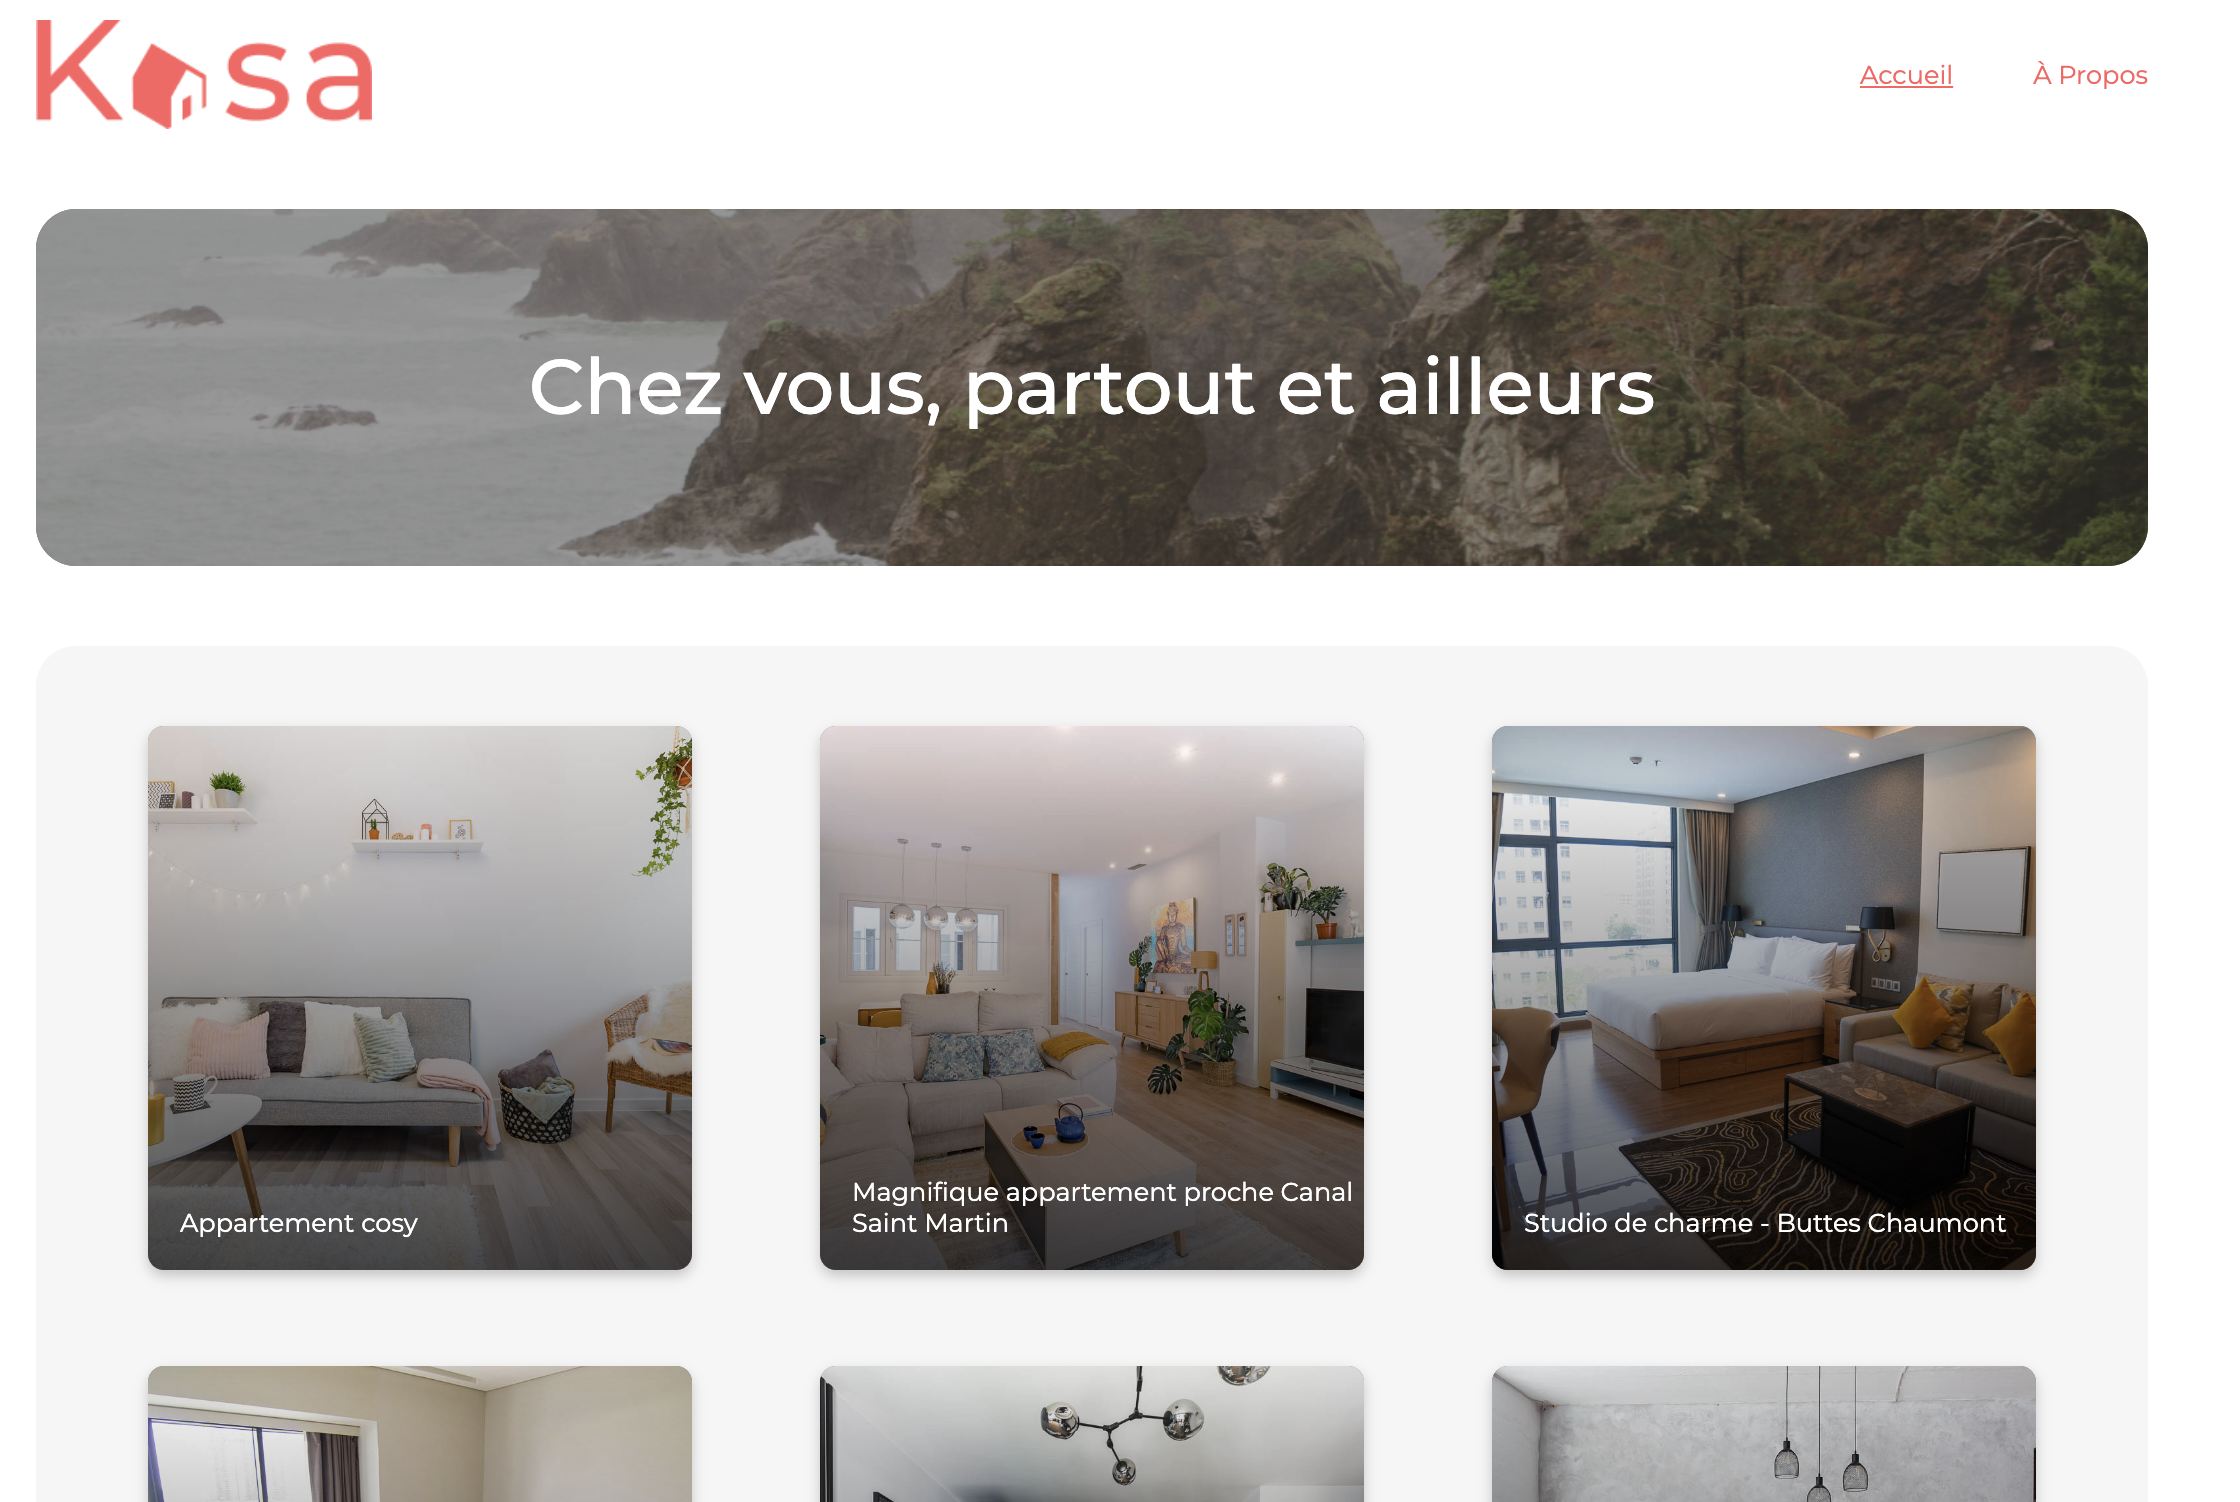 Kasa
Accueil
À Propos
Chez vous, partout et ailleurs
Appartement cosy
Magnifique appartement proche Canal
Saint Martin
Studio de charme - Buttes Chaumont